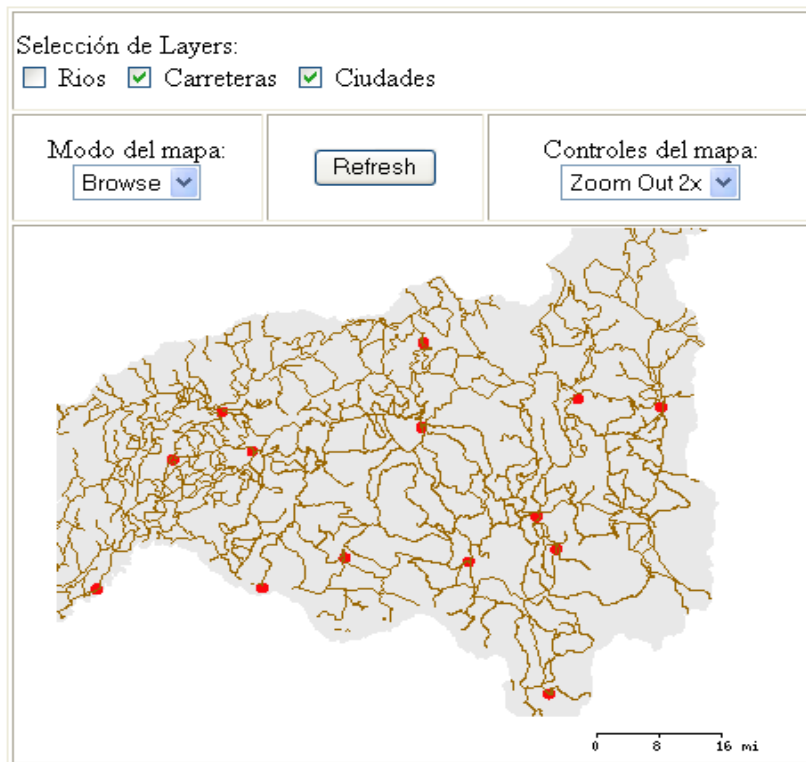 Selección de Layers:
Rios Carreteras Ciudades
Modo del mapa:
Browse
Refresh
Controles del mapa:
Zoom Out 2x
0 8 16 mi